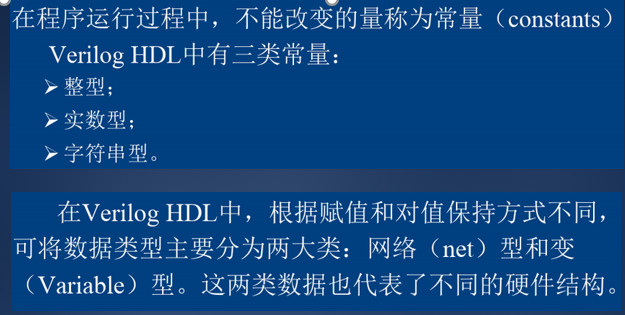 在程序运行过程中，不能改变的量称为常量（constants）
Verilog HDL中有三类常量：
➢ 整型；
➢ 实数型；
➢ 字符串型。
在Verilog HDL中，根据赋值和对值保持方式不同，
可将数据类型主要分为两大类：网络（net）型和变
（Variable）型。这两类数据也代表了不同的硬件结构。